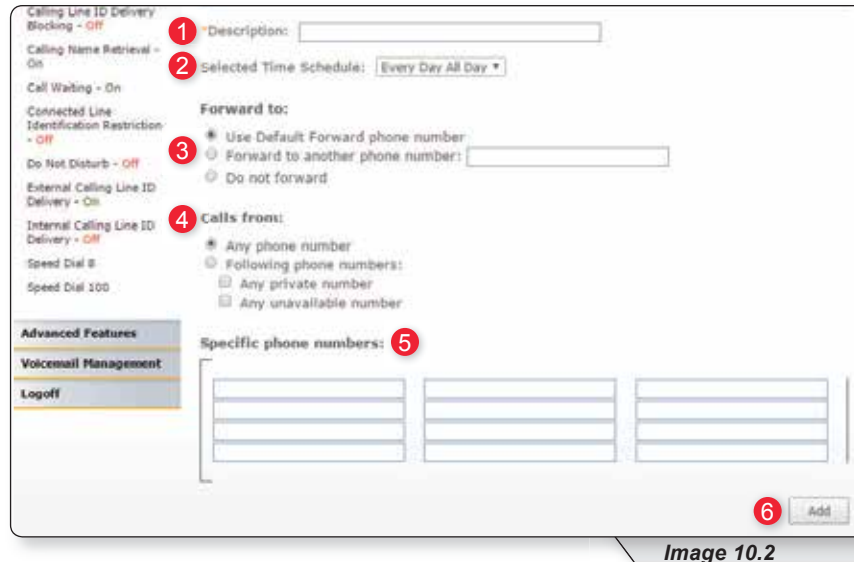 Calling Line ID Delivery
Blocking - Off
Calling Name Retrieval -
On
Call Waiting - On
Connected Line
Identification Restriction
- Off
Do Not Disturb - Off
External Calling Line ID
Delivery - On
Internal Calling Line ID
Delivery - Off
Speed Dial 8
Speed Dial 100
Advanced Features
Voicemail Management
Logoff
1 *Description:
2 Selected Time Schedule: Every Day All Day
Forward to:
Use Default Forward phone number
3 Forward to another phone number:
Do not forward
4 Calls from:
Any phone number
Following phone numbers:
Any private number
Any unavailable number
Specific phone numbers: 5
6 Add
Image 10.2